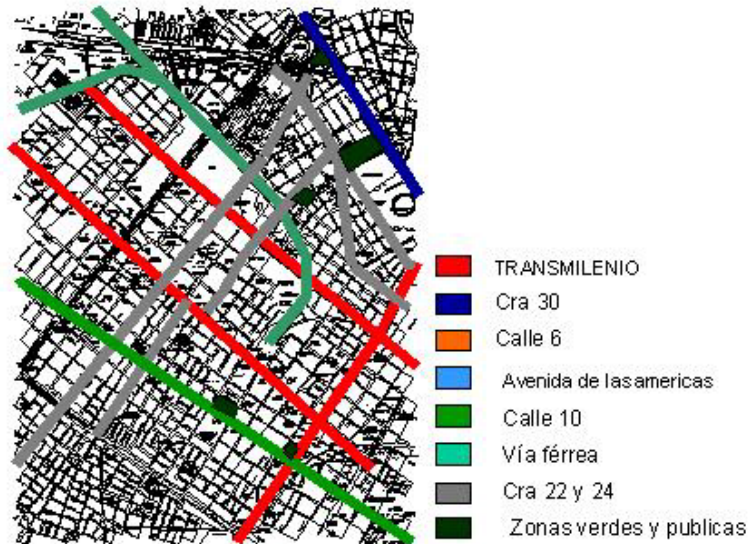 TRANSMILENIO
Cra 30
Calle 6
Avenida de lasamericas
Calle 10
Vía férrea
Cra 22 y 24
Zonas verdes y publicas